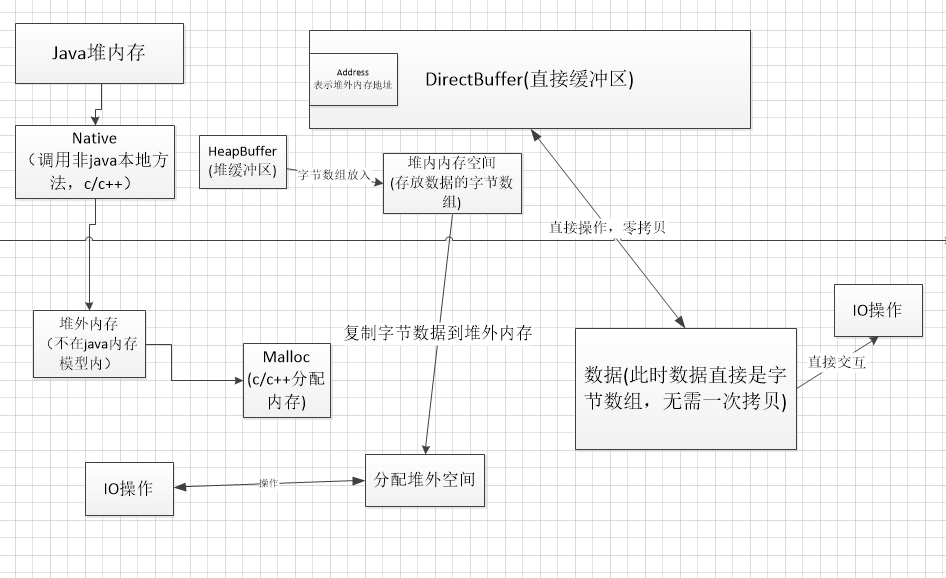 Java堆内存
Address
表示堆外内存地址
DirectBuffer(直接缓冲区)
Native
（调用非java本地方
法，c/c++）
HeapBuffer
(堆缓冲区)
字节数组放入
堆内内存空间
(存放数据的字节数
组)
直接操作，零拷贝
堆外内存
（不在java内存
模型内）
Malloc
(c/c++分配
内存)
复制字节数据到堆外内存
IO操作
数据(此时数据直接是字
节数组，无需一次拷贝)
直接交互
IO操作
操作
分配堆外空间